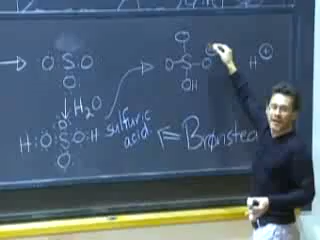 O S O
O
H₂O
H O S O H
O
O
sulfuric
acid
O
O S O
OH
H +
Brønsted